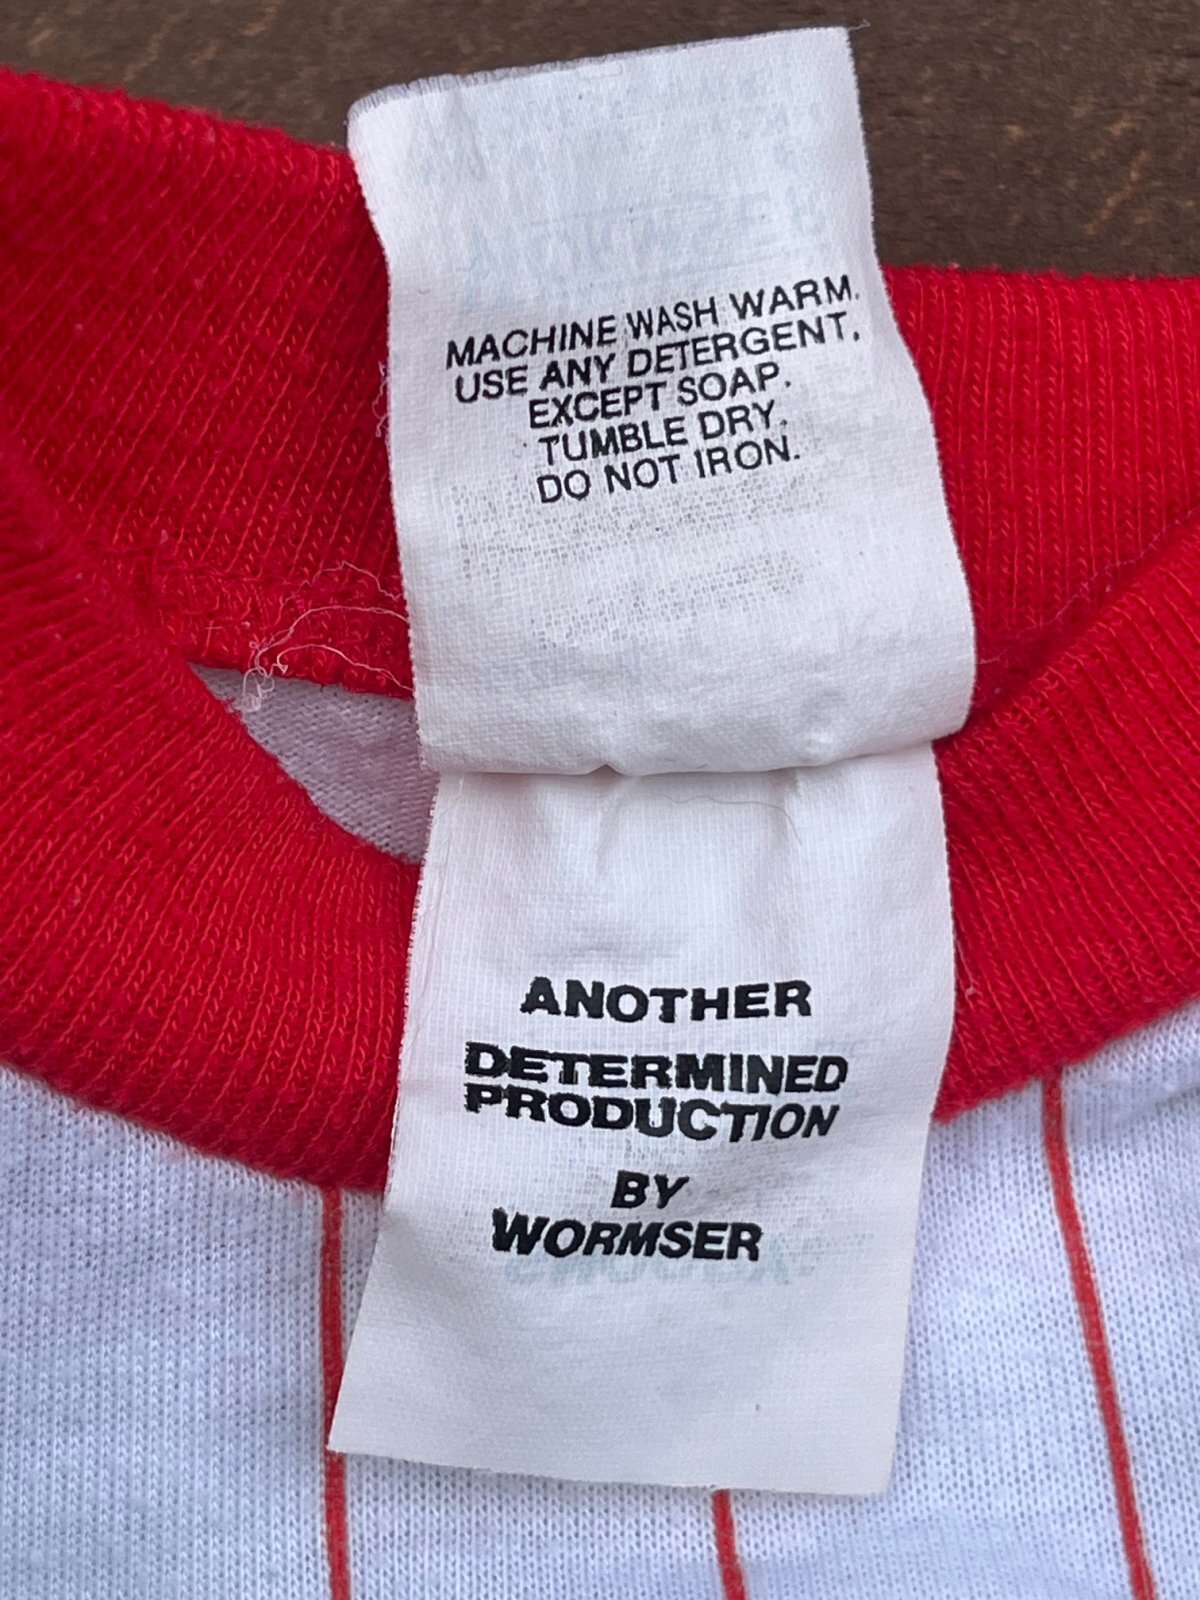 MACHINE WASH WARM.
USE ANY DETERGENT,
EXCEPT SOAP.
TUMBLE DRY.
DO NOT IRON.
ANOTHER
DETERMINED
PRODUCTION
BY
WORMSER